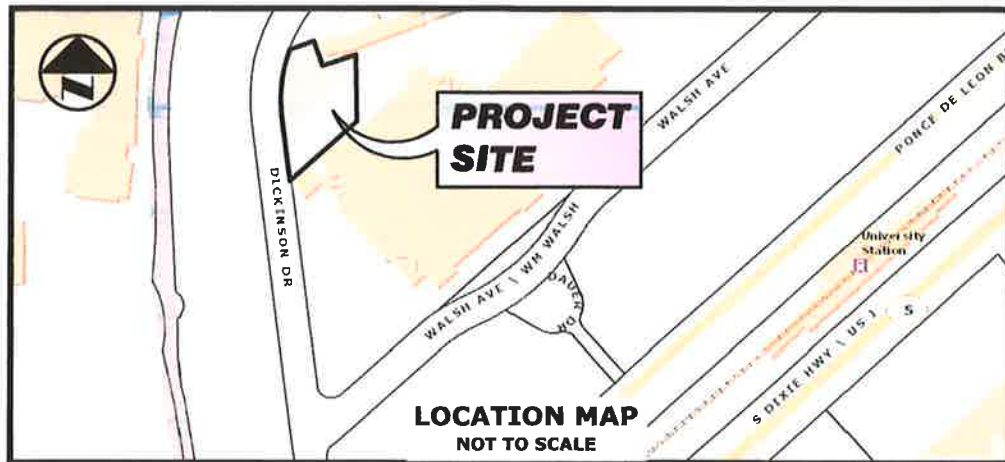 N
PROJECT
SITE
WALSH AVE
PONCE DE LEON B
DICKINSON DR
University
Station
WALSH AVE \ WM WALSH
DAUER DR
S DIXIE HWY \ US 1
S
LOCATION MAP
NOT TO SCALE